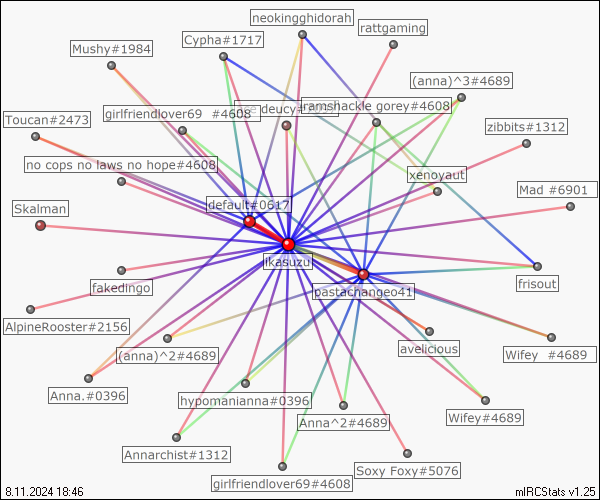 neokingghidorah
Cypha#1717
rattgaming
Mushy#1984
(anna)^3#4689
girlfriendlover69 #4608
deucy
ramshackle gorey#4608
Toucan#2473
zibbits#1312
no cops no laws no hope#4608
xenoyaut
Mad #6901
Skalman
default#0617
ikasuzu
fakedingo
pastachangeo41
frisout
AlpineRooster#2156
(anna)^2#4689
avelicious
Wifey #4689
Anna.#0396
hypomanianna#0396
Anna^2#4689
Wifey#4689
Annarchist#1312
girlfriendlover69#4608
Soxy Foxy#5076
8.11.2024 18:46
mIRCStats v1.25